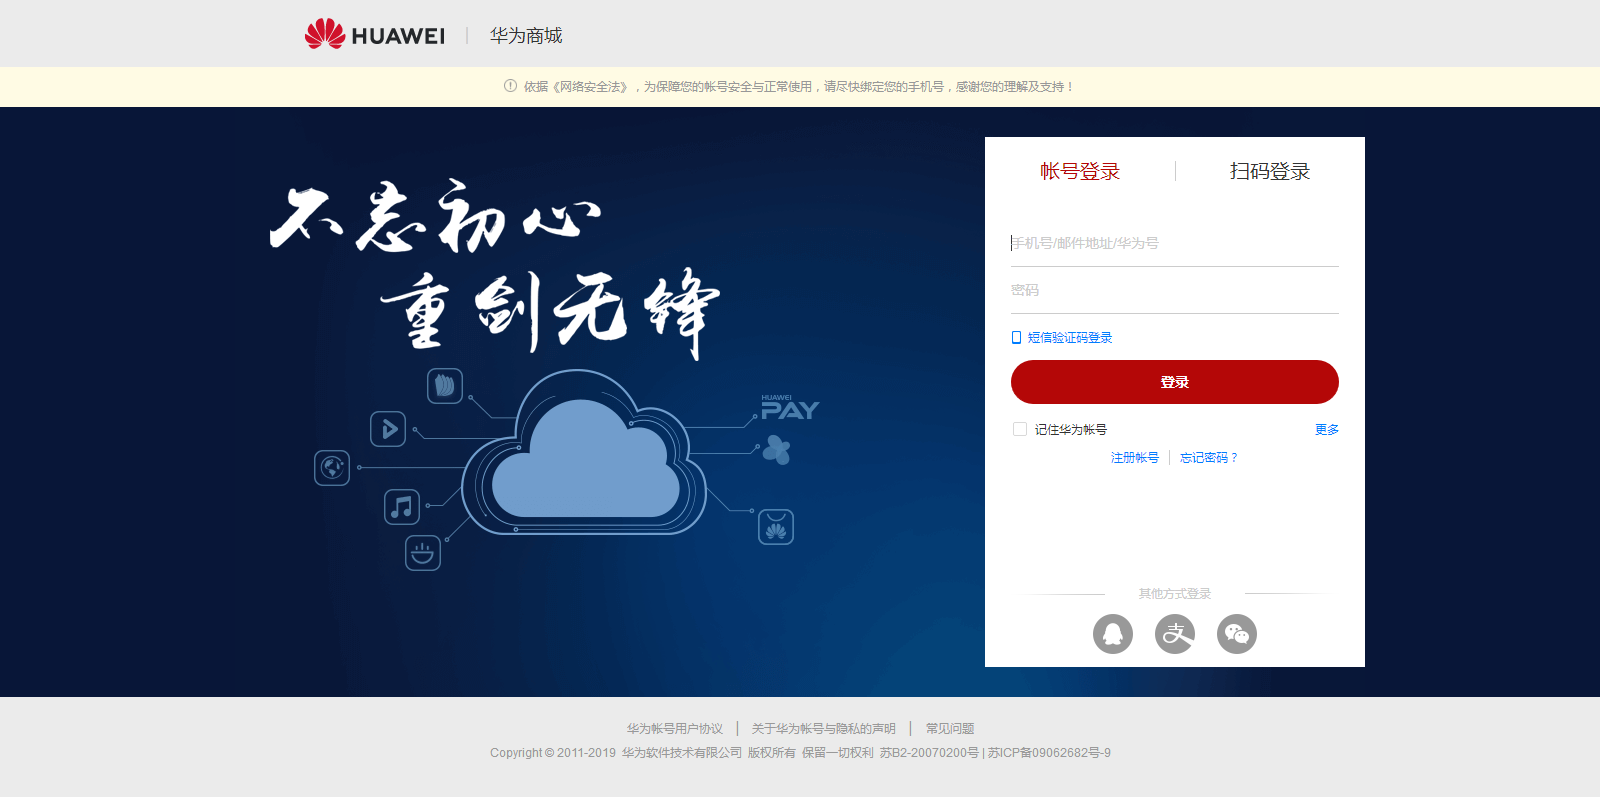 HUAWEI | 华为商城
依据《网络安全法》，为保障您的帐号安全与正常使用，请尽快绑定您的手机号，感谢您的理解及支持！
不忘初心
重剑无锋
HUAWEI
PAY
帐号登录 | 扫码登录
手机号/邮件地址/华为号
密码
短信验证码登录
登录
记住华为帐号 更多
注册帐号 | 忘记密码？
其他方式登录
支
华为帐号用户协议 | 关于华为帐号与隐私的声明 | 常见问题
Copyright © 2011-2019 华为软件技术有限公司 版权所有 保留一切权利 苏B2-20070200号 | 苏ICP备09062682号-9